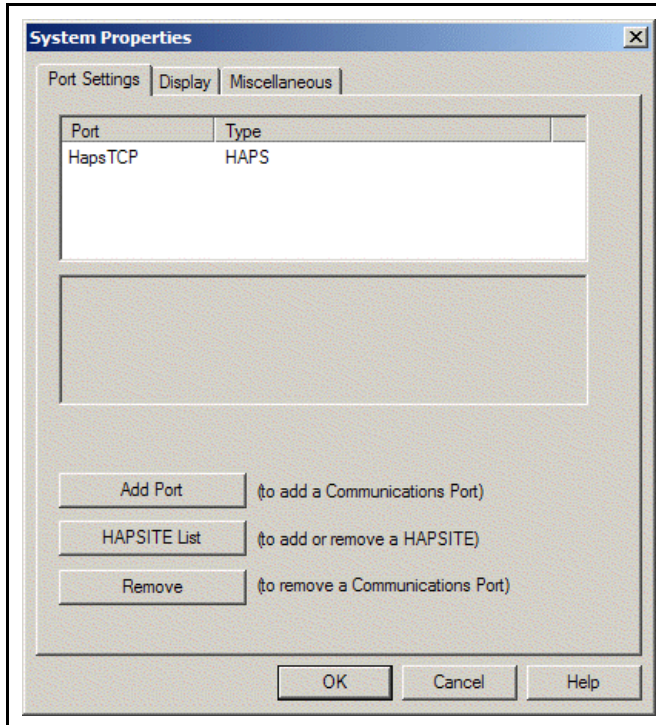 System Properties
Port Settings Display Miscellaneous
Port Type
HapsTCP HAPS
Add Port (to add a Communications Port)
HAPSITE List (to add or remove a HAPSITE)
Remove (to remove a Communications Port)
OK Cancel Help